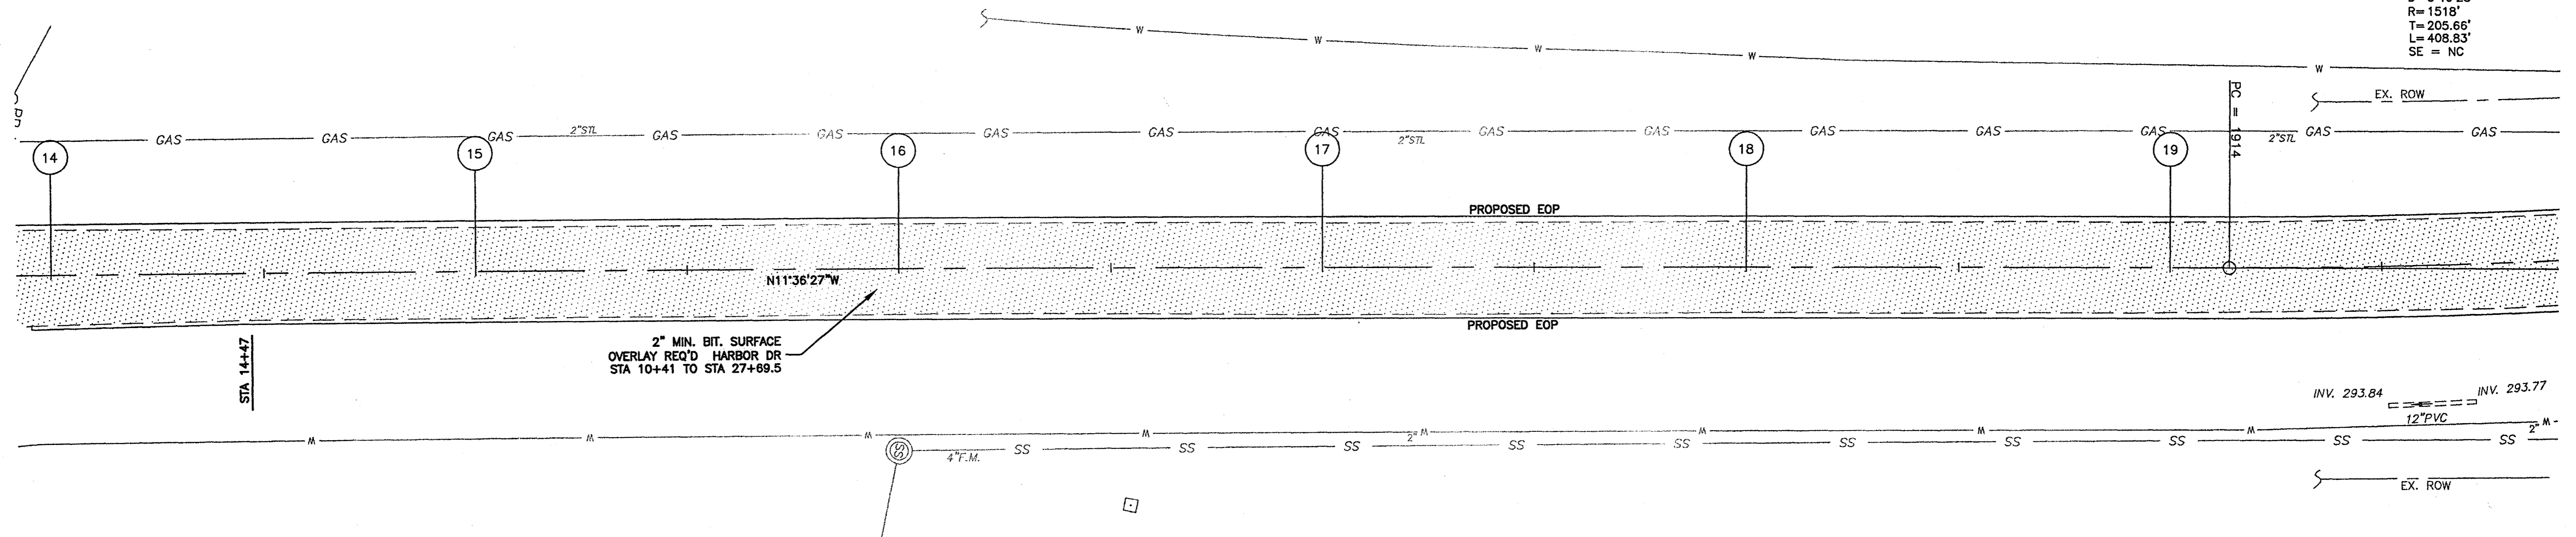 R= 1518'
T= 205.66'
L= 408.83'
SE = NC
W W W W W
EX. ROW
PC = 1914
GAS GAS GAS 2"STL GAS GAS GAS GAS GAS 2"STL GAS GAS GAS GAS GAS 2"STL GAS GAS
14 15 16 17 18 19
PROPOSED EOP
N11°36'27"W
PROPOSED EOP
STA 14+47
2" MIN. BIT. SURFACE
OVERLAY REQ'D HARBOR DR
STA 10+41 TO STA 27+69.5
INV. 293.84 INV. 293.77
12"PVC
W W W W 2" W W W W 2" W
SS 4"F.M. SS SS SS SS SS SS SS SS SS SS
EX. ROW